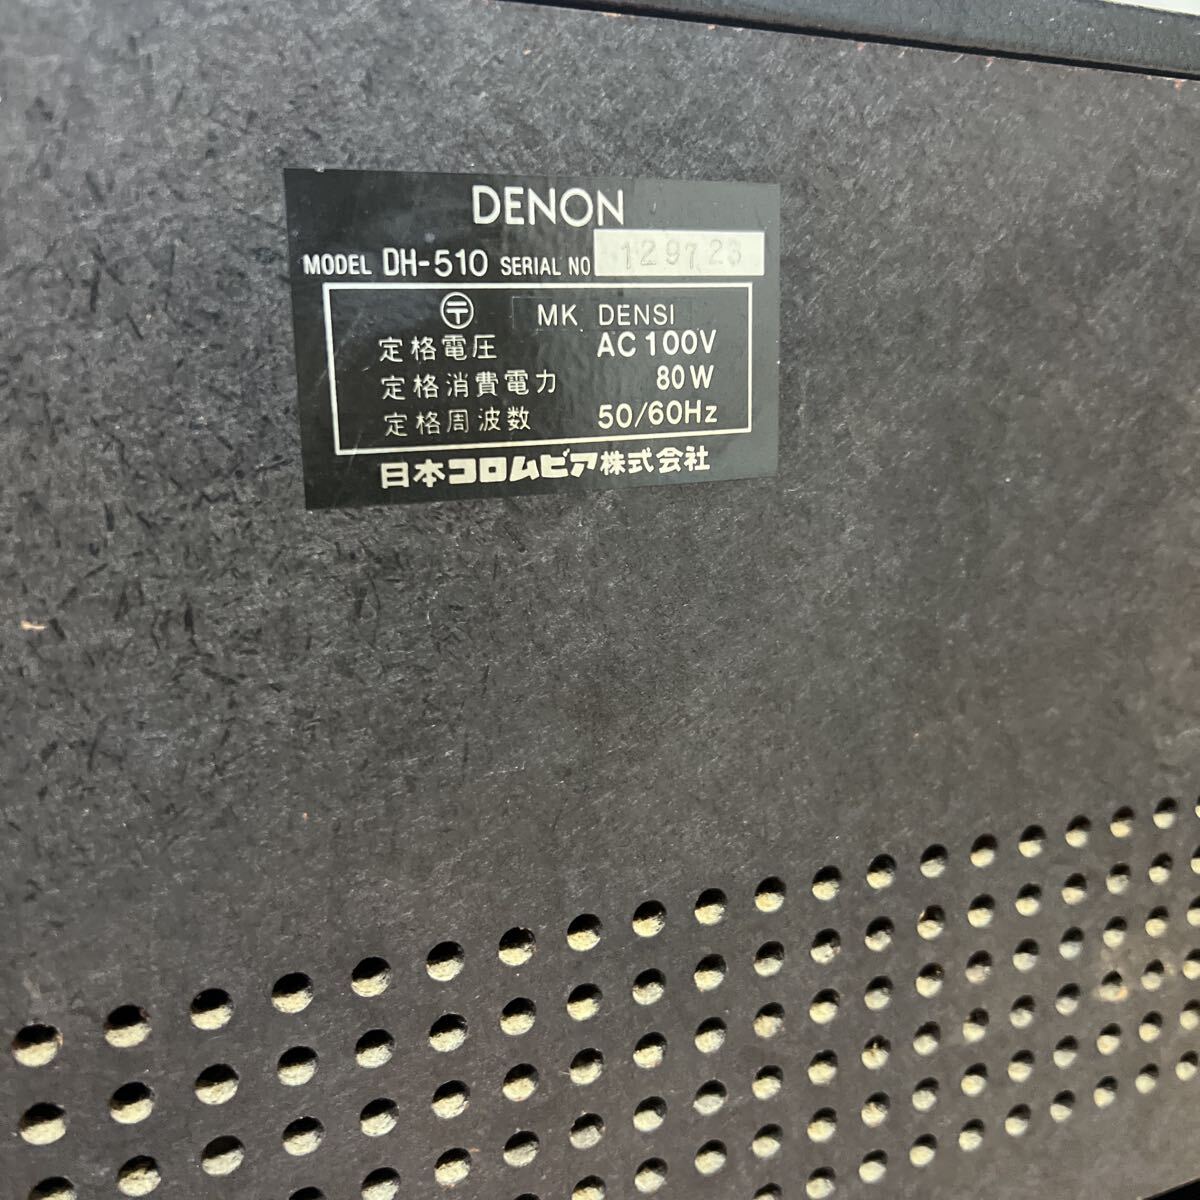 DENON
MODEL DH-510 SERIAL NO 129723
〶 MK DENSI
定格電圧 AC 100V
定格消費電力 80W
定格周波数 50/60Hz
日本コロムビア株式会社